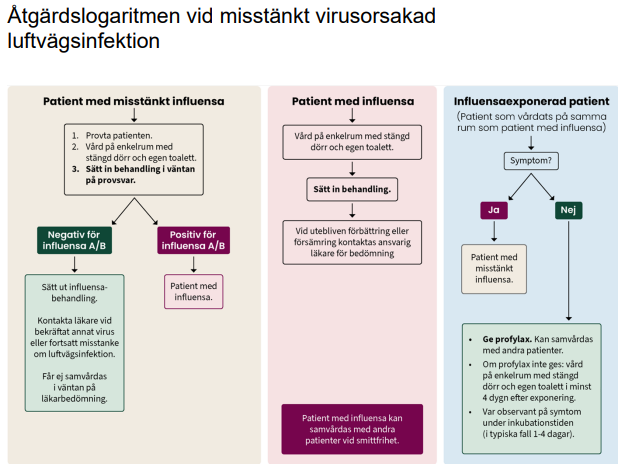 Åtgärdslogaritmen vid misstänkt virusorsakad
luftvägsinfektion
Patient med misstänkt influensa
1. Provta patienten.
2. Vård på enkelrum med
stängd dörr och egen toalett.
3. Sätt in behandling i väntan
på provsvar.
Negativ för
influensa A/B
Positiv för
influensa A/B
Sätt ut influensa-
behandling.
Kontakta läkare vid
bekräftat annat virus
eller fortsatt misstanke
om luftvägsinfektion.
Får ej samvårdas
i väntan på
läkarbedömning.
Patient med
influensa.
Patient med influensa
Vård på enkelrum med stängd
dörr och egen toalett.
Sätt in behandling.
Vid utebliven förbättring eller
försämring kontaktas ansvarig
läkare för bedömning
Patient med influensa kan
samvårdas med andra
patienter vid smittfrihet.
Influensaexponerad patient
(Patient som vårdats på samma
rum som patient med influensa)
Symptom?
Ja
Nej
Patient med
misstänkt
influensa.
• Ge profylax. Kan samvårdas
med andra patienter.
• Om profylax inte ges: vård
på enkelrum med stängd
dörr och egen toalett i minst
4 dygn efter exponering.
• Var observant på symtom
under inkubationstiden
(i typiska fall 1-4 dagar).